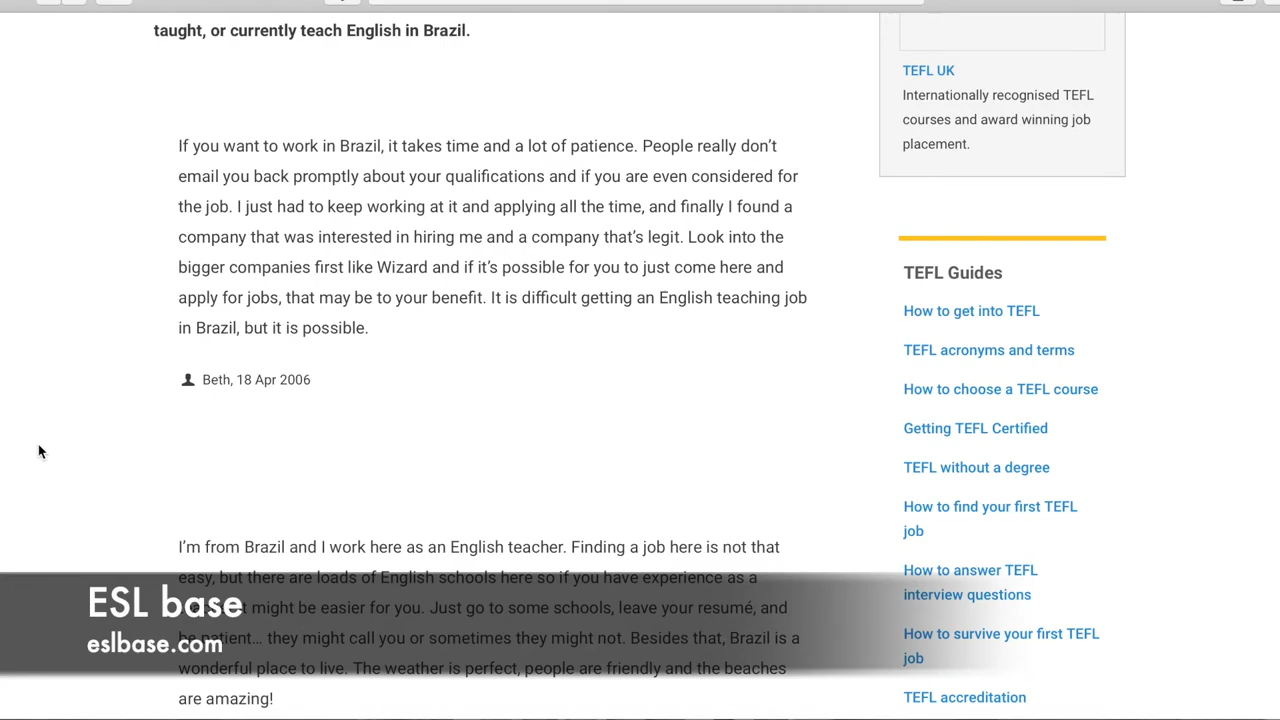 taught, or currently teach English in Brazil.
If you want to work in Brazil, it takes time and a lot of patience. People really don’t
email you back promptly about your qualifications and if you are even considered for
the job. I just had to keep working at it and applying all the time, and finally I found a
company that was interested in hiring me and a company that’s legit. Look into the
bigger companies first like Wizard and if it’s possible for you to just come here and
apply for jobs, that may be to your benefit. It is difficult getting an English teaching job
in Brazil, but it is possible.
Beth, 18 Apr 2006
I’m from Brazil and I work here as an English teacher. Finding a job here is not that
easy, but there are loads of English schools here so if you have experience as a
might be easier for you. Just go to some schools, leave your resumé, and
be patient… they might call you or sometimes they might not. Besides that, Brazil is a
wonderful place to live. The weather is perfect, people are friendly and the beaches
are amazing!
ESL base
eslbase.com
TEFL UK
Internationally recognised TEFL
courses and award winning job
placement.
TEFL Guides
How to get into TEFL
TEFL acronyms and terms
How to choose a TEFL course
Getting TEFL Certified
TEFL without a degree
How to find your first TEFL
job
How to answer TEFL
interview questions
How to survive your first TEFL
job
TEFL accreditation